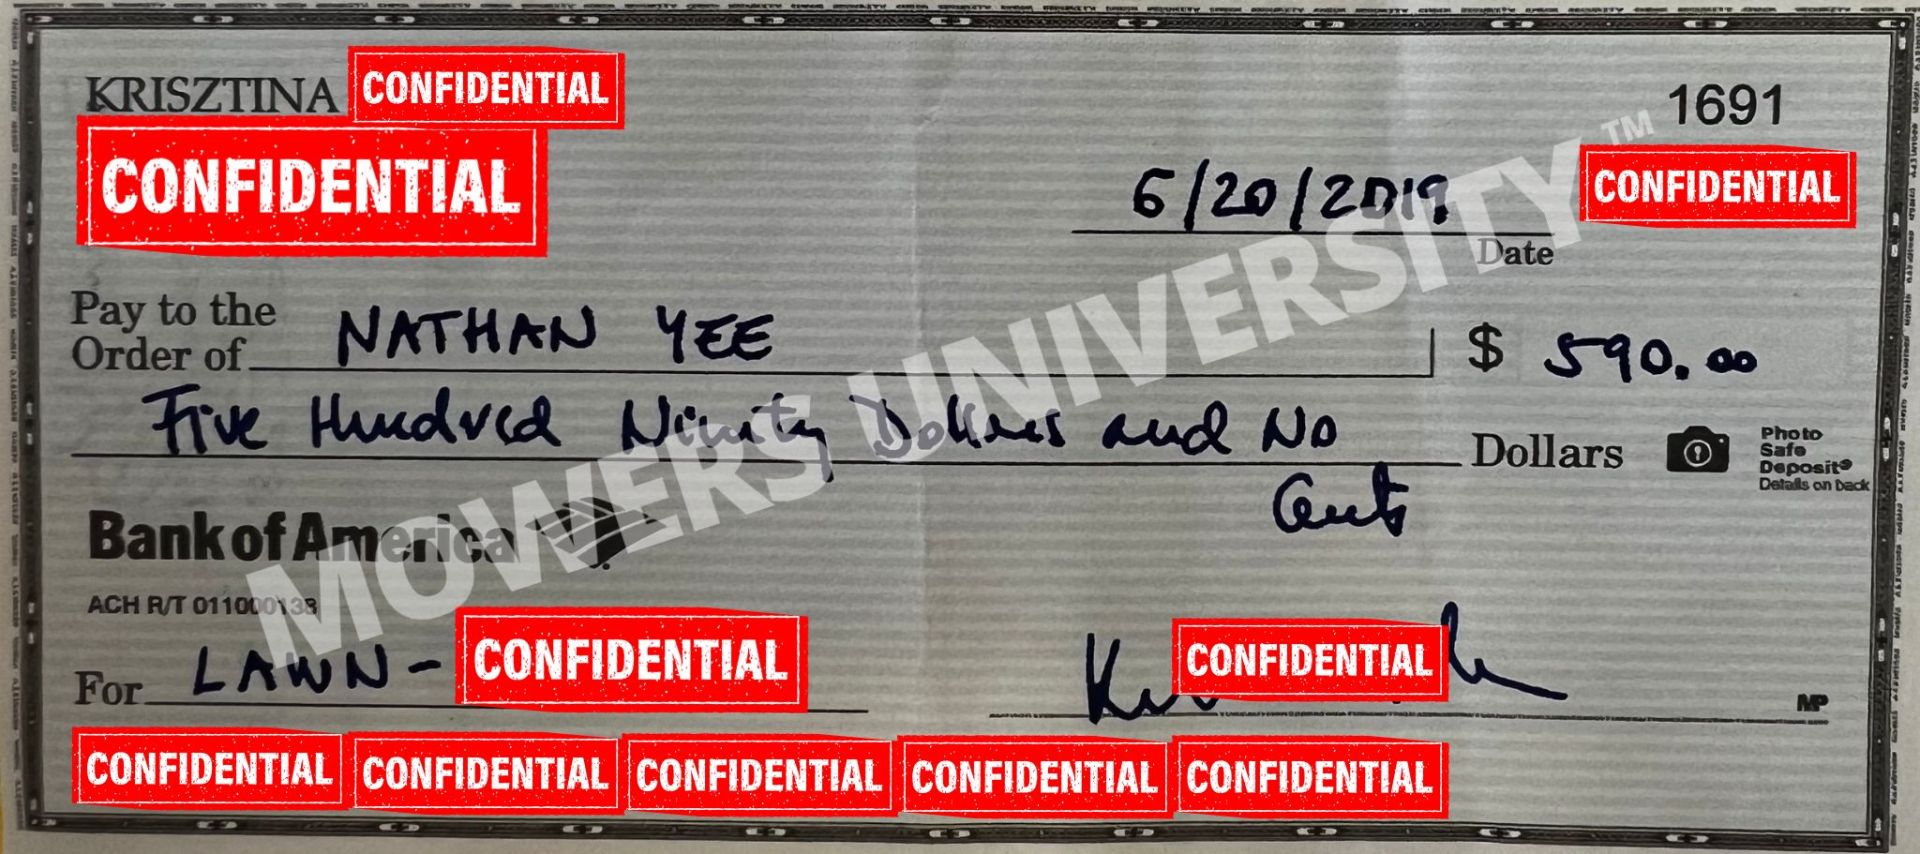 KRISZTINA CONFIDENTIAL
1691
CONFIDENTIAL
CONFIDENTIAL
6/20/2019
Date
Pay to the
Order of NATHAN YEE $ 590.00
Five Hundred Ninity Dollars and No Dollars
Cents
Photo
Safe
Deposit®
Details on back
Bank of America
ACH R/T 011000138
For LAWN - CONFIDENTIAL
CONFIDENTIAL
MP
CONFIDENTIAL CONFIDENTIAL CONFIDENTIAL CONFIDENTIAL CONFIDENTIAL
MOWERS UNIVERSITY™